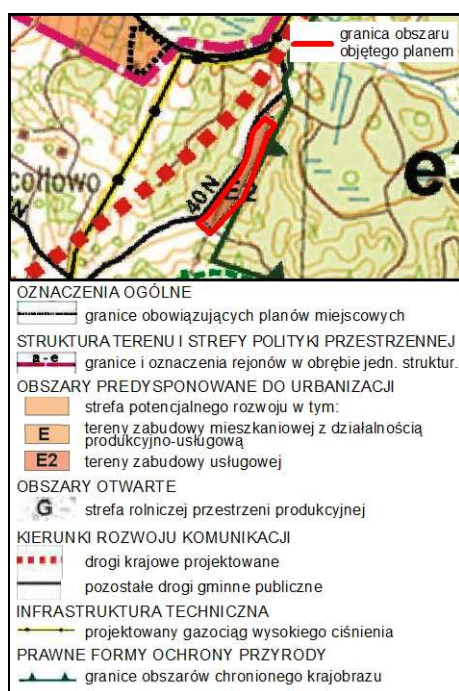 granica obszaru
objętego planem
e3
cołtowo
40 N
E2
N
OZNACZENIA OGÓLNE
granice obowiązujących planów miejscowych
STRUKTURA TERENU I STREFY POLITYKI PRZESTRZENNEJ
a - e granice i oznaczenia rejonów w obrębie jedn. struktur.
OBSZARY PREDYSPONOWANE DO URBANIZACJI
strefa potencjalnego rozwoju w tym:
E tereny zabudowy mieszkaniowej z działalnością
produkcyjno-usługową
E2 tereny zabudowy usługowej
OBSZARY OTWARTE
G strefa rolniczej przestrzeni produkcyjnej
KIERUNKI ROZWOJU KOMUNIKACJI
drogi krajowe projektowane
pozostałe drogi gminne publiczne
INFRASTRUKTURA TECHNICZNA
projektowany gazociąg wysokiego ciśnienia
PRAWNE FORMY OCHRONY PRZYRODY
granice obszarów chronionego krajobrazu